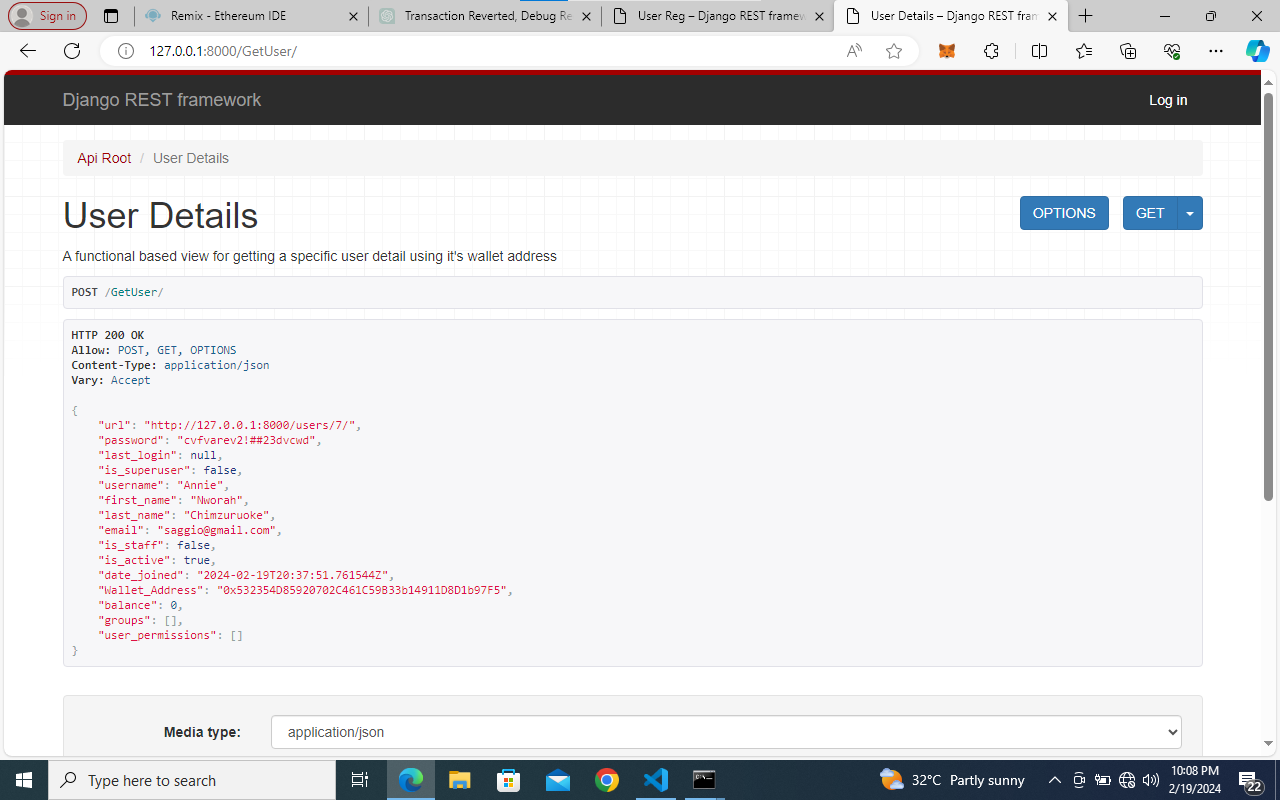 Sign in
Remix - Ethereum IDE
Transaction Reverted, Debug Re
User Reg – Django REST framew
User Details – Django REST fram
127.0.0.1:8000/GetUser/
Django REST framework
Log in
Api Root / User Details
User Details
OPTIONS
GET
A functional based view for getting a specific user detail using it's wallet address
POST /GetUser/
HTTP 200 OK
Allow: POST, GET, OPTIONS
Content-Type: application/json
Vary: Accept
{
"url": "http://127.0.0.1:8000/users/7/",
"password": "cvfvarev2!##23dvcwd",
"last_login": null,
"is_superuser": false,
"username": "Annie",
"first_name": "Nworah",
"last_name": "Chimzuruoke",
"email": "saggio@gmail.com",
"is_staff": false,
"is_active": true,
"date_joined": "2024-02-19T20:37:51.761544Z",
"Wallet_Address": "0x532354D85920702C461C59B33b14911D8D1b97F5",
"balance": 0,
"groups": [],
"user_permissions": []
}
Media type:
application/json
Type here to search
32°C Partly sunny
10:08 PM
2/19/2024
22